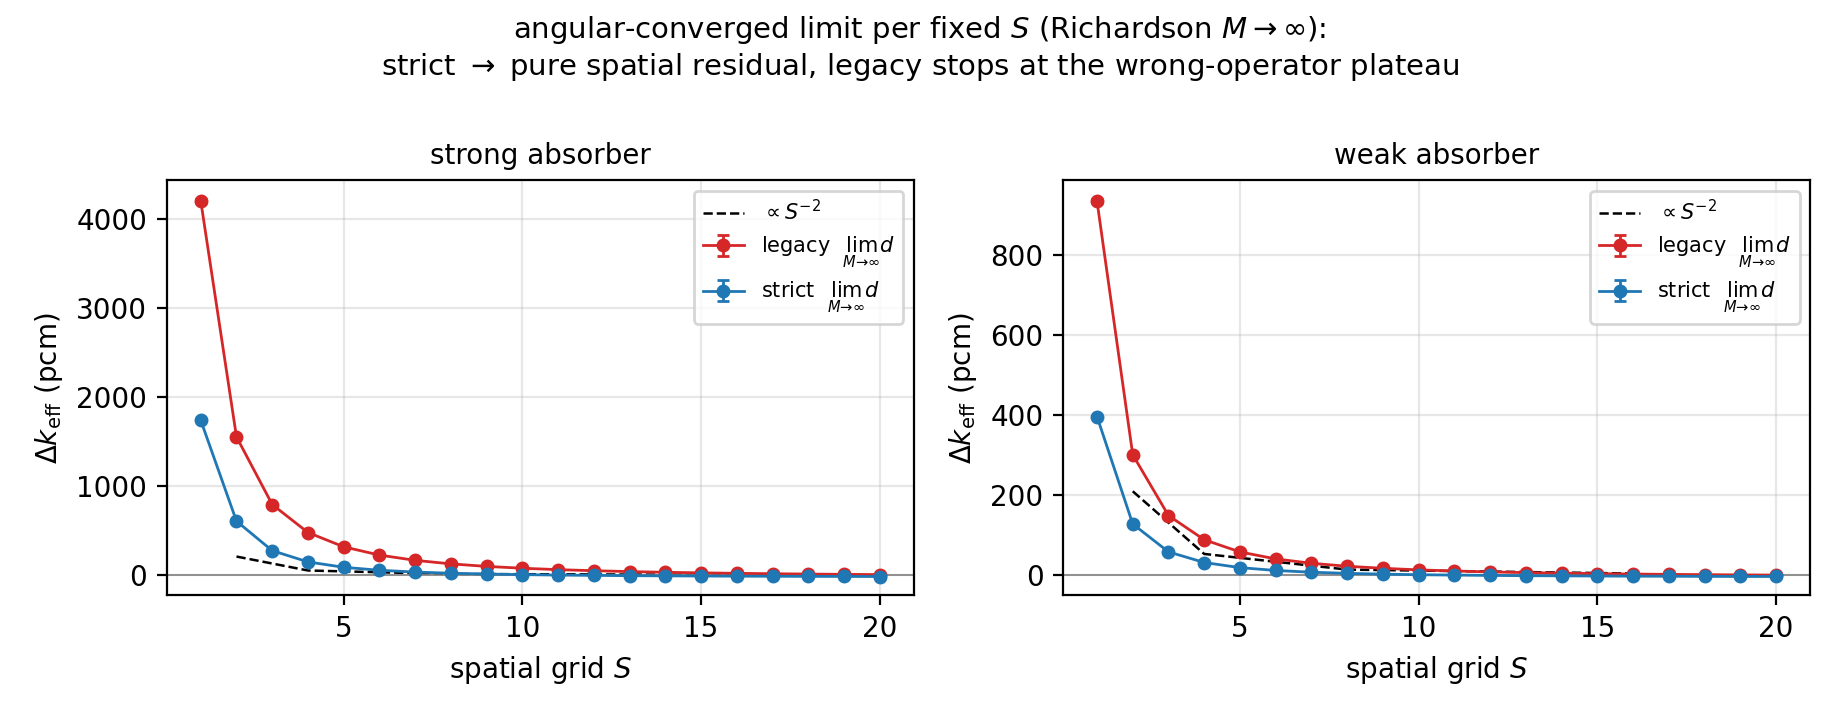 angular-converged limit per fixed S (Richardson M → ∞):
strict → pure spatial residual, legacy stops at the wrong-operator plateau
strong absorber
Δk_eff (pcm)
4000
3000
2000
1000
0
5
10
15
20
spatial grid S
∝ S⁻²
legacy lim d
M→∞
strict lim d
M→∞
weak absorber
Δk_eff (pcm)
800
600
400
200
0
5
10
15
20
spatial grid S
∝ S⁻²
legacy lim d
M→∞
strict lim d
M→∞